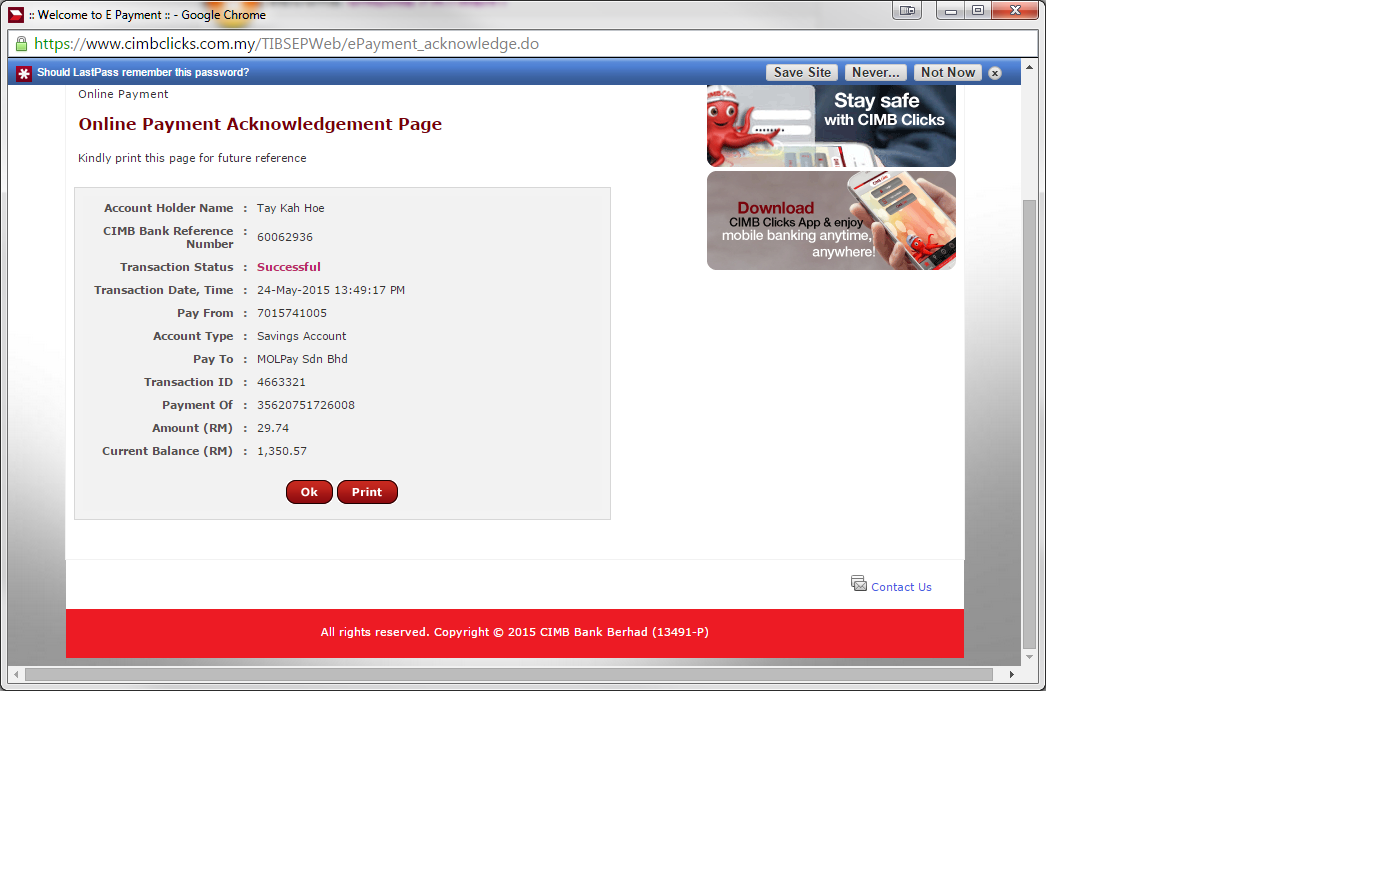 :: Welcome to E Payment :: - Google Chrome
https://www.cimbclicks.com.my/TIBSEPWeb/ePayment_acknowledge.do
Should LastPass remember this password?
Save Site
Never...
Not Now
Online Payment
Online Payment Acknowledgement Page
Kindly print this page for future reference
Account Holder Name : Tay Kah Hoe
CIMB Bank Reference Number : 60062936
Transaction Status : Successful
Transaction Date, Time : 24-May-2015 13:49:17 PM
Pay From : 7015741005
Account Type : Savings Account
Pay To : MOLPay Sdn Bhd
Transaction ID : 4663321
Payment Of : 35620751726008
Amount (RM) : 29.74
Current Balance (RM) : 1,350.57
Ok
Print
Stay safe
with CIMB Clicks
Download
CIMB Clicks App & enjoy
mobile banking anytime,
anywhere!
Contact Us
All rights reserved. Copyright © 2015 CIMB Bank Berhad (13491-P)